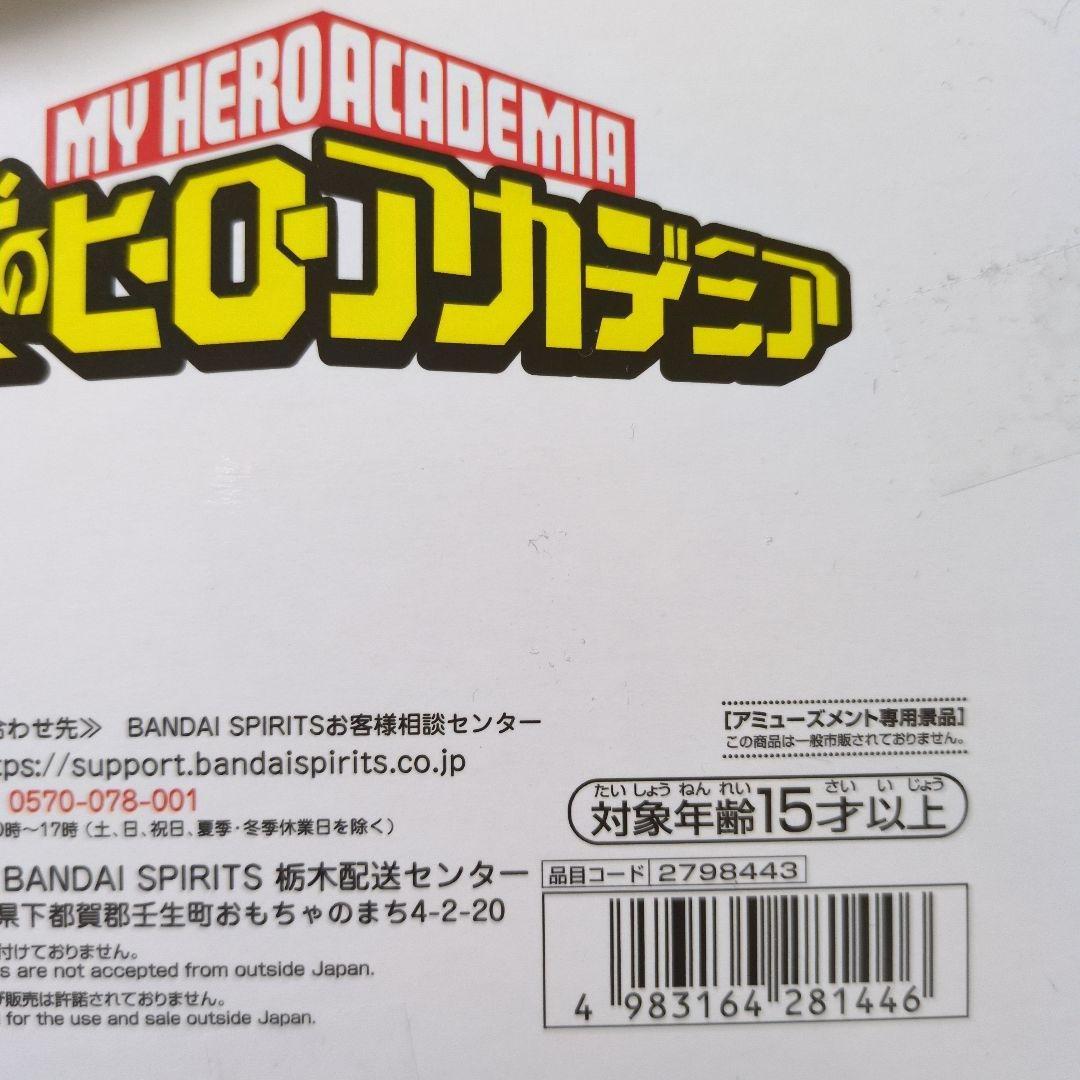 MY HERO ACADEMIA
のヒーローアカデミア
合わせ先≫ BANDAI SPIRITSお客様相談センター
tps://support.bandaispirits.co.jp
0570-078-001
0時～17時(土、日、祝日、夏季・冬季休業日を除く)
BANDAI SPIRITS 栃木配送センター
県下都賀郡壬生町おもちゃのまち4-2-20
付けておりません。
s are not accepted from outside Japan.
販売は許諾されておりません。
for the use and sale outside Japan.
[アミューズメント専用景品]
この商品は一般市販されておりません。
たいしょうねんれい さいいじょう
対象年齢15才以上
品目コード 2798443
4 983164 281446